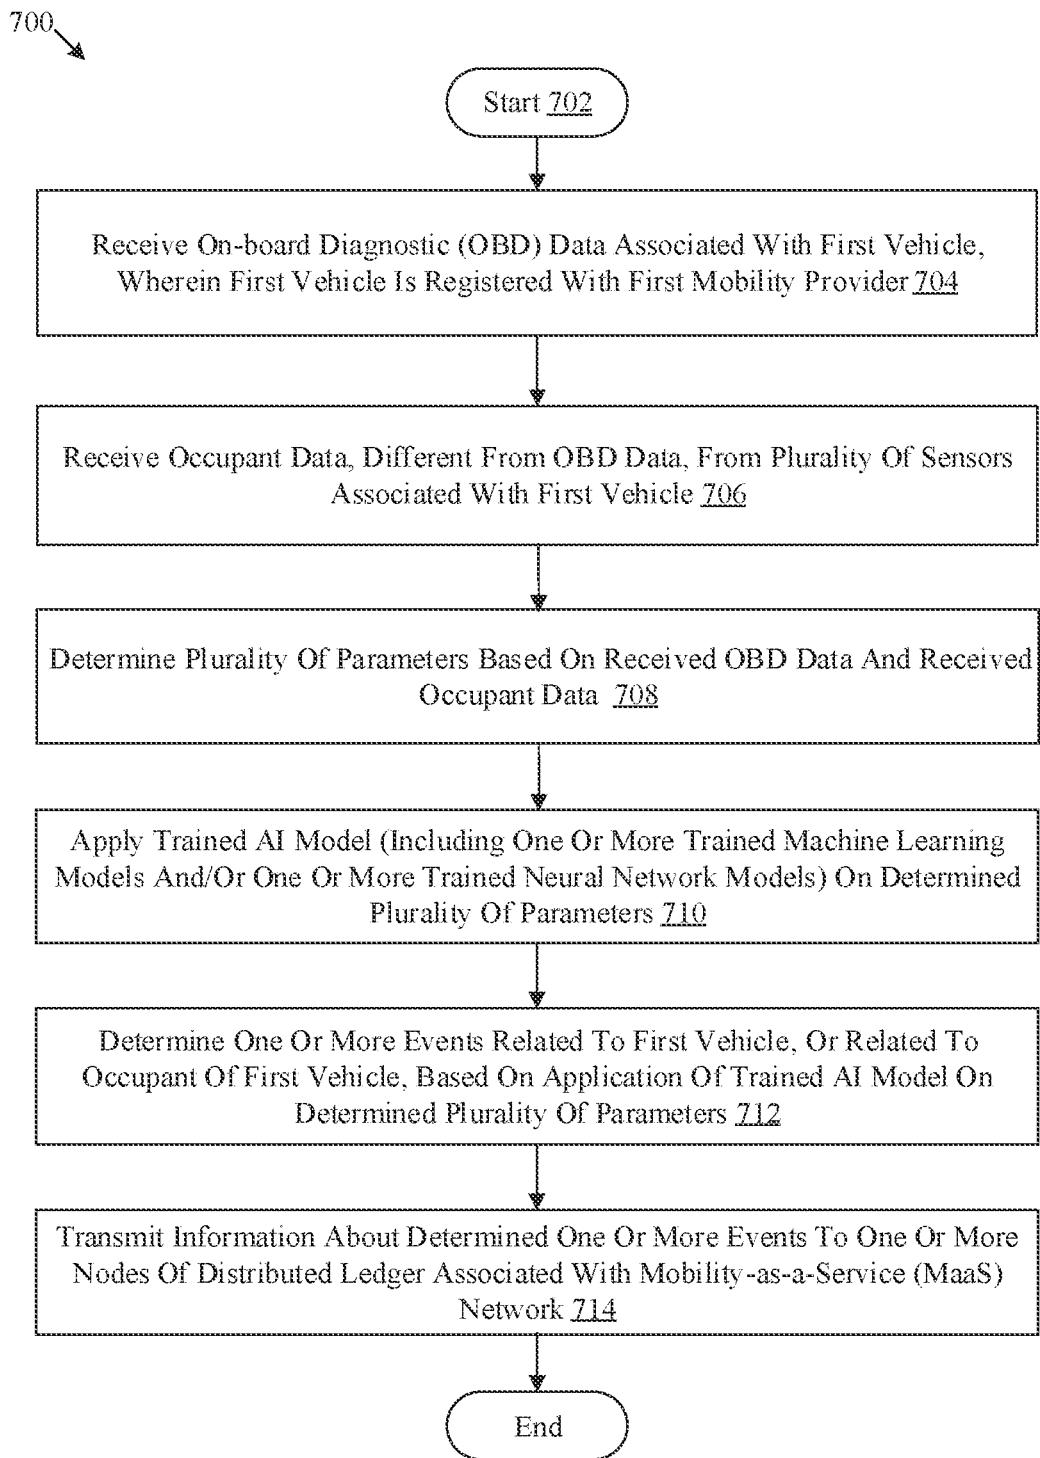 700
Start 702
Receive On-board Diagnostic (OBD) Data Associated With First Vehicle,
Wherein First Vehicle Is Registered With First Mobility Provider 704
Receive Occupant Data, Different From OBD Data, From Plurality Of Sensors
Associated With First Vehicle 706
Determine Plurality Of Parameters Based On Received OBD Data And Received
Occupant Data 708
Apply Trained AI Model (Including One Or More Trained Machine Learning
Models And/Or One Or More Trained Neural Network Models) On Determined
Plurality Of Parameters 710
Determine One Or More Events Related To First Vehicle, Or Related To
Occupant Of First Vehicle, Based On Application Of Trained AI Model On
Determined Plurality Of Parameters 712
Transmit Information About Determined One Or More Events To One Or More
Nodes Of Distributed Ledger Associated With Mobility-as-a-Service (MaaS)
Network 714
End